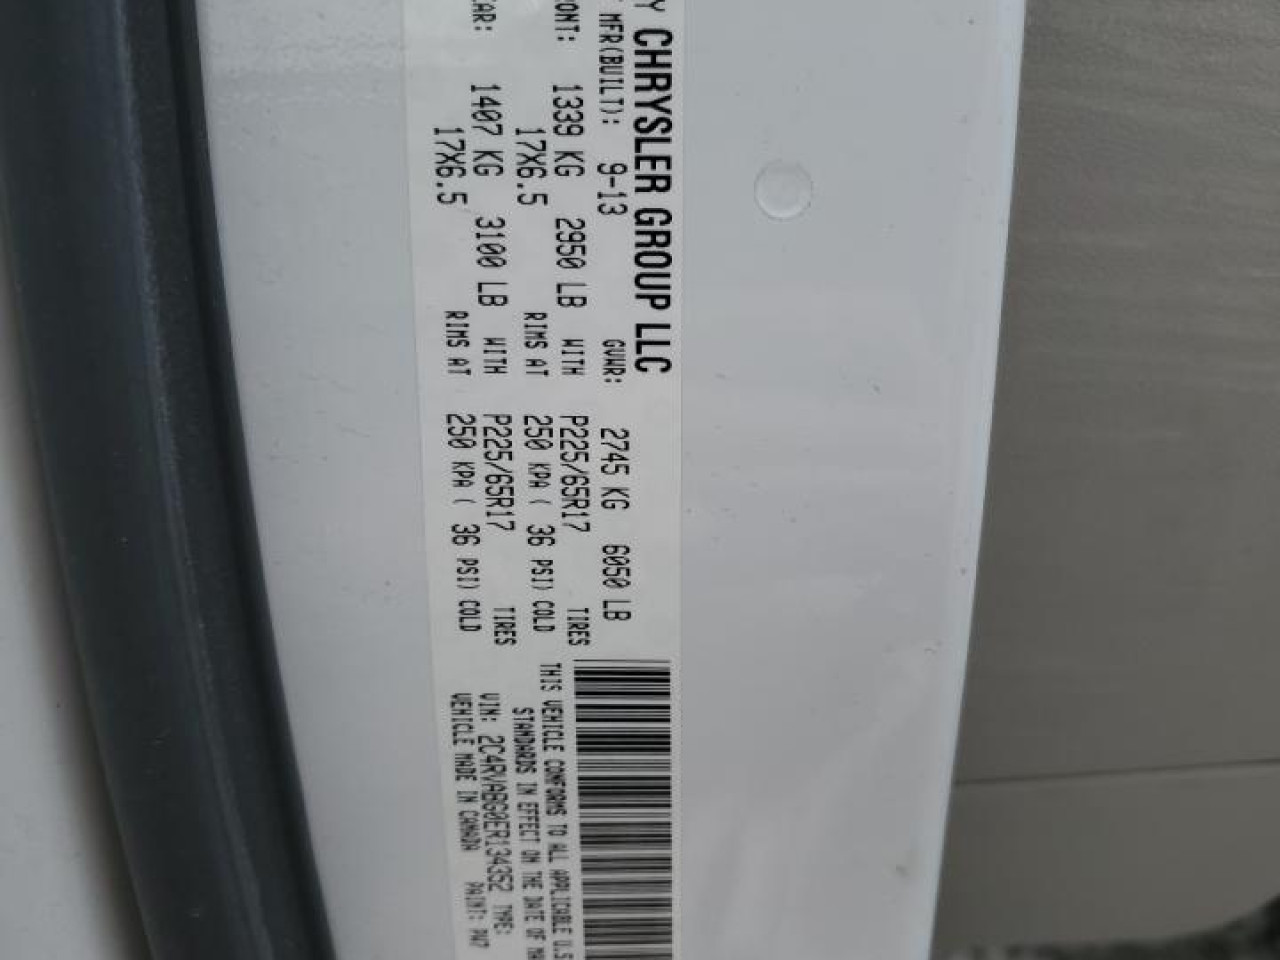 Y CHRYSLER GROUP LLC
MFR(BUILT): 9-13 GVWR: 2745 KG 6050 LB
ONT: 1339 KG 2950 LB WITH P225/65R17 TIRES
17X6.5 RIMS AT 250 KPA ( 36 PSI) COLD
AR: 1407 KG 3100 LB WITH P225/65R17 TIRES
17X6.5 RIMS AT 250 KPA ( 36 PSI) COLD
THIS VEHICLE CONFORMS TO ALL APPLICABLE U.S
STANDARDS IN EFFECT ON THE DATE OF MA
VIN: 2C4RVABG0ER134352 TYPE:
VEHICLE MADE IN CANADA PAINT: PW7